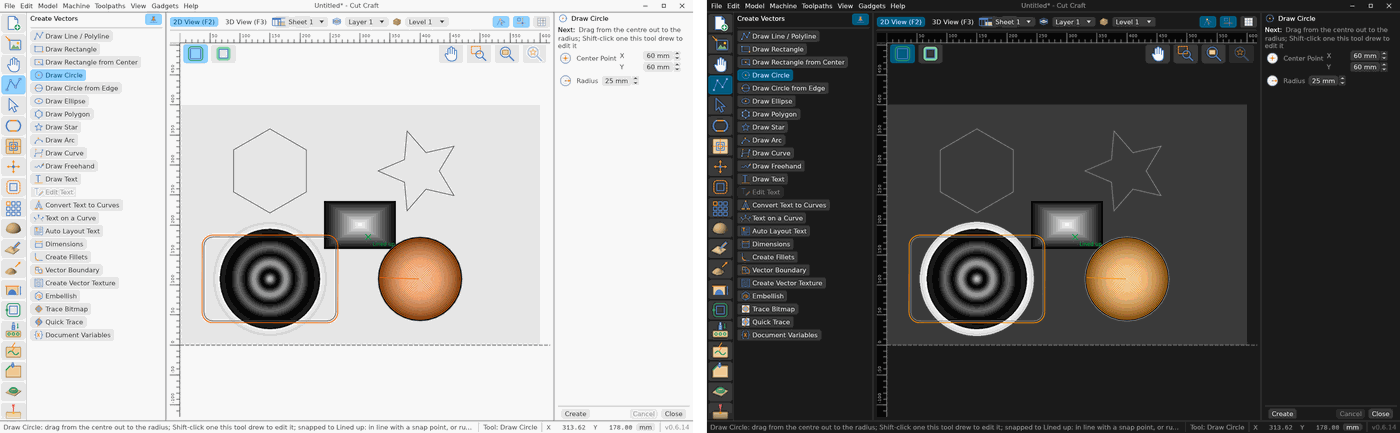 File Edit Model Machine Toolpaths View Gadgets Help
Untitled* - Cut Craft
Create Vectors
Draw Line / Polyline
Draw Rectangle
Draw Rectangle from Center
Draw Circle
Draw Circle from Edge
Draw Ellipse
Draw Polygon
Draw Star
Draw Arc
Draw Curve
Draw Freehand
Draw Text
Edit Text
Convert Text to Curves
Text on a Curve
Auto Layout Text
Dimensions
Create Fillets
Vector Boundary
Create Vector Texture
Embellish
Trace Bitmap
Quick Trace
Document Variables
2D View (F2) 3D View (F3) Sheet 1 Layer 1 Level 1
Lined up
Draw Circle
Next: Drag from the centre out to the
radius; Shift-click one this tool drew to
edit it
Center Point X 60 mm
Y 60 mm
Radius 25 mm
Create Cancel Close
Draw Circle: drag from the centre out to the radius; Shift-click one this tool drew to edit it; snapped to Lined up: in line with a snap point, or ru... Tool: Draw Circle X 313.62 Y 178.00 mm v0.6.14
File Edit Model Machine Toolpaths View Gadgets Help
Untitled* - Cut Craft
Create Vectors
Draw Line / Polyline
Draw Rectangle
Draw Rectangle from Center
Draw Circle
Draw Circle from Edge
Draw Ellipse
Draw Polygon
Draw Star
Draw Arc
Draw Curve
Draw Freehand
Draw Text
Edit Text
Convert Text to Curves
Text on a Curve
Auto Layout Text
Dimensions
Create Fillets
Vector Boundary
Create Vector Texture
Embellish
Trace Bitmap
Quick Trace
Document Variables
2D View (F2) 3D View (F3) Sheet 1 Layer 1 Level 1
Lined up
Draw Circle
Next: Drag from the centre out to the
radius; Shift-click one this tool drew to
edit it
Center Point X 60 mm
Y 60 mm
Radius 25 mm
Create Cancel Close
Draw Circle: drag from the centre out to the radius; Shift-click one this tool drew to edit it; snapped to Lined up: in line with a snap point, or ru... Tool: Draw Circle X 313.62 Y 178.00 mm v0.6.14